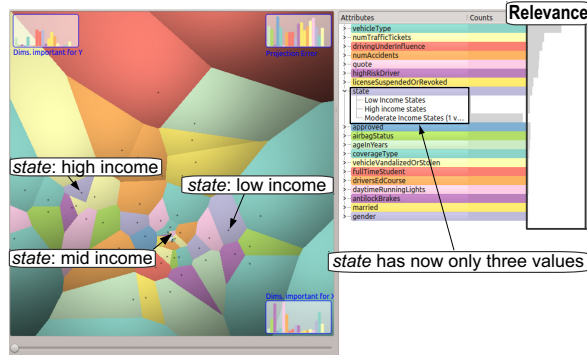 Dims, important for Y
Projection Error
state: high income
state: low income
state: mid income
Dims, important for X
Attributes
Counts
Relevance
vehicleType
numTrafficTickets
drivingUnderInfluence
numAccidents
quote
highRiskDriver
licenseSuspendedOrRevoked
state
Low Income States
High income states
Moderate Income States (1 v...
approved
airbagStatus
ageInYears
coverageType
vehicleVandalizedOrStolen
fullTimeStudent
driversEdCourse
daytimeRunningLights
antilockBrakes
married
gender
state has now only three values